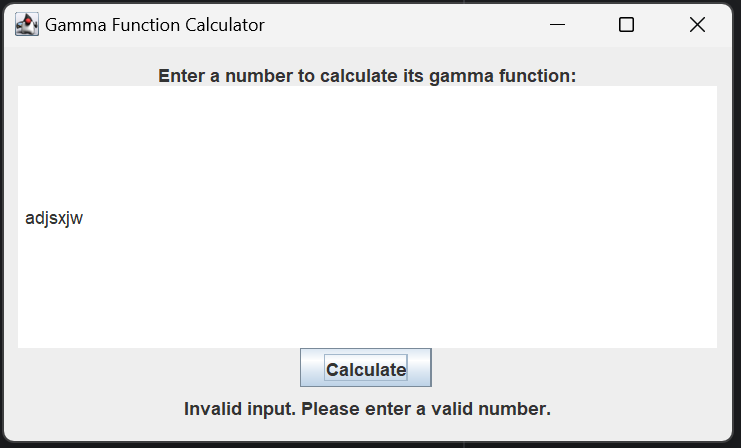 Gamma Function Calculator
Enter a number to calculate its gamma function:
adjsxjw
Calculate
Invalid input. Please enter a valid number.